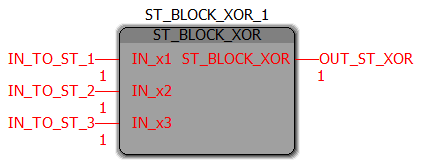 ST_BLOCK_XOR_1
ST_BLOCK_XOR
IN_TO_ST_1 IN_x1 ST_BLOCK_XOR OUT_ST_XOR
1 1
IN_TO_ST_2 IN_x2
1
IN_TO_ST_3 IN_x3
1